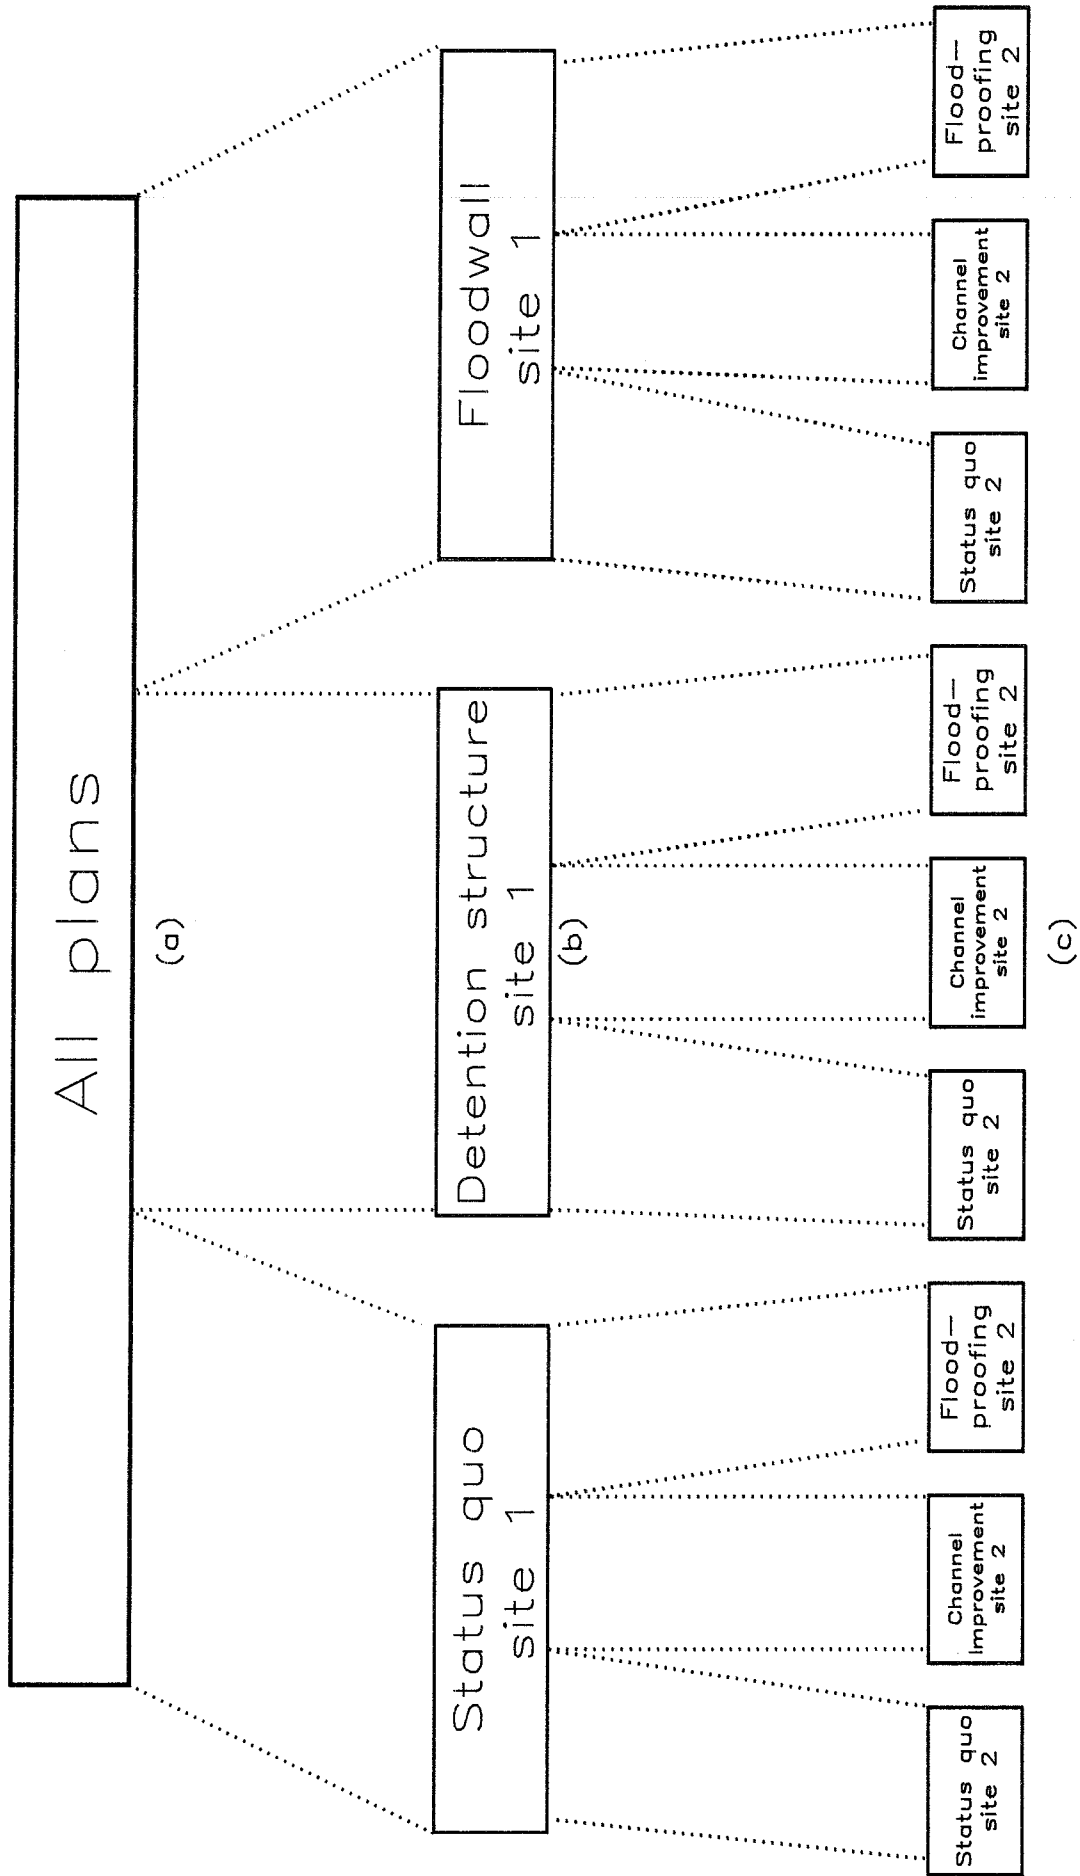 All plans
(a)
Status quo
site 1
Detention structure
site 1
Floodwall
site 1
(b)
Status quo
site 2
Channel
improvement
site 2
Flood—
proofing
site 2
Status quo
site 2
Channel
improvement
site 2
Flood—
proofing
site 2
Status quo
site 2
Channel
improvement
site 2
Flood—
proofing
site 2
(c)